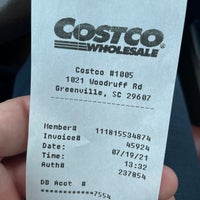 COSTCO
WHOLESALE
Costco #1005
1021 Woodruff Rd
Greenville, SC 29607
Member# 111815534874
Invoice# 45924
Date: 07/19/21
Time: 13:32
Auth# 237854
DB Acct #
************7554